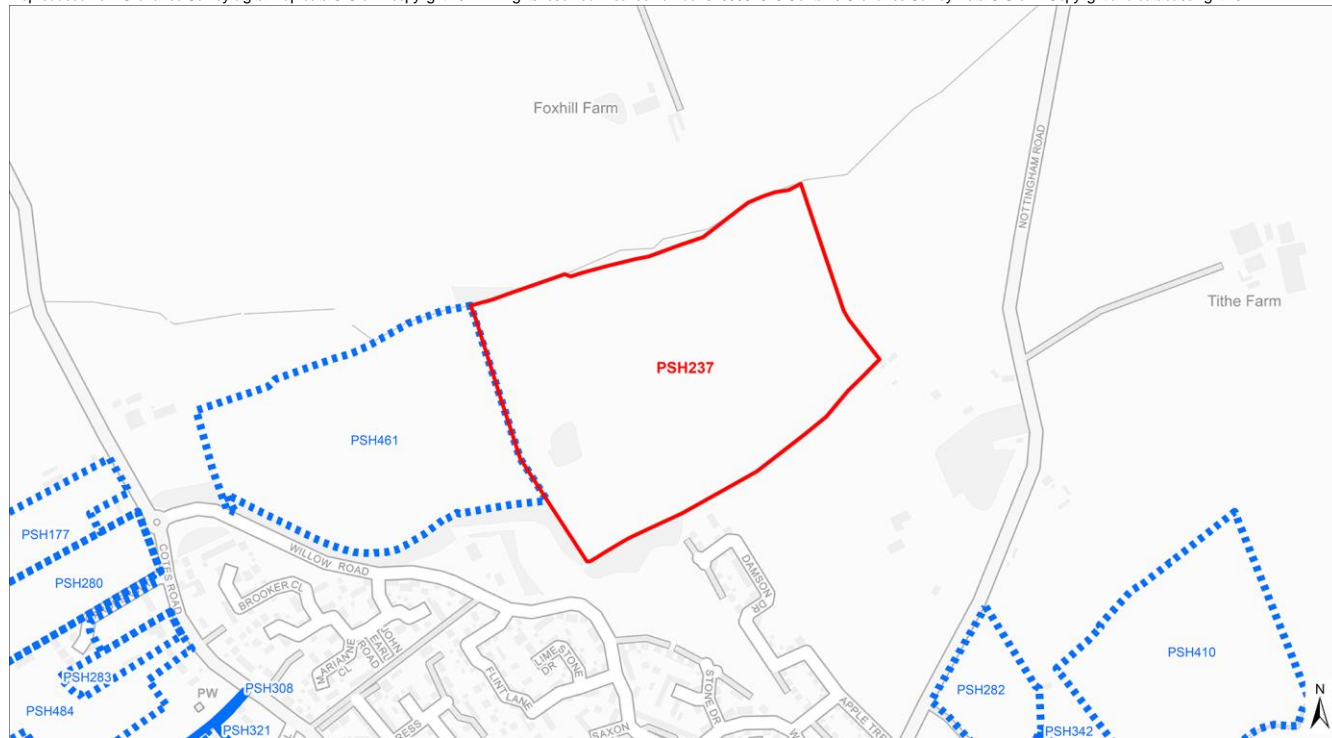 Foxhill Farm
NOTTINGHAM ROAD
Tithe Farm
PSH237
PSH461
PSH177
PSH280
COTES ROAD
WILLOW ROAD
BROOKER CL
MARIANNE
CL
JOHN
EARL
ROAD
DAMSON
DR
PSH410
PSH283
PSH308
PSH484
PW
PSH321
FLINT LANE
LIME STONE
DR
STONE DR
SAXON
APPLE TREE
PSH282
PSH342
N